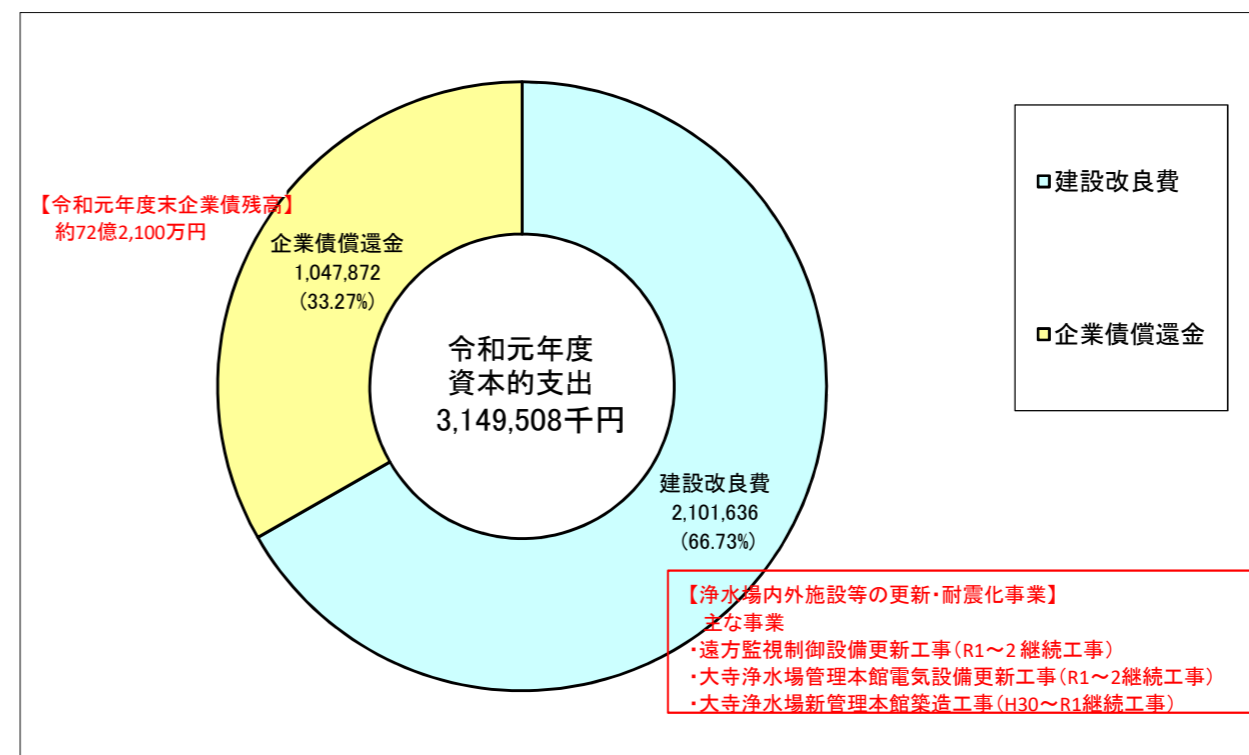 【令和元年度末企業債残高】
約72億2,100万円
企業債償還金
1,047,872
(33.27%)
令和元年度
資本的支出
3,149,508千円
建設改良費
2,101,636
(66.73%)
【浄水場内外施設等の更新・耐震化事業】
主な事業
・遠方監視制御設備更新工事(R1～2 継続工事)
・大寺浄水場管理本館電気設備更新工事(R1～2継続工事)
・大寺浄水場新管理本館築造工事(H30～R1継続工事)
建設改良費
企業債償還金